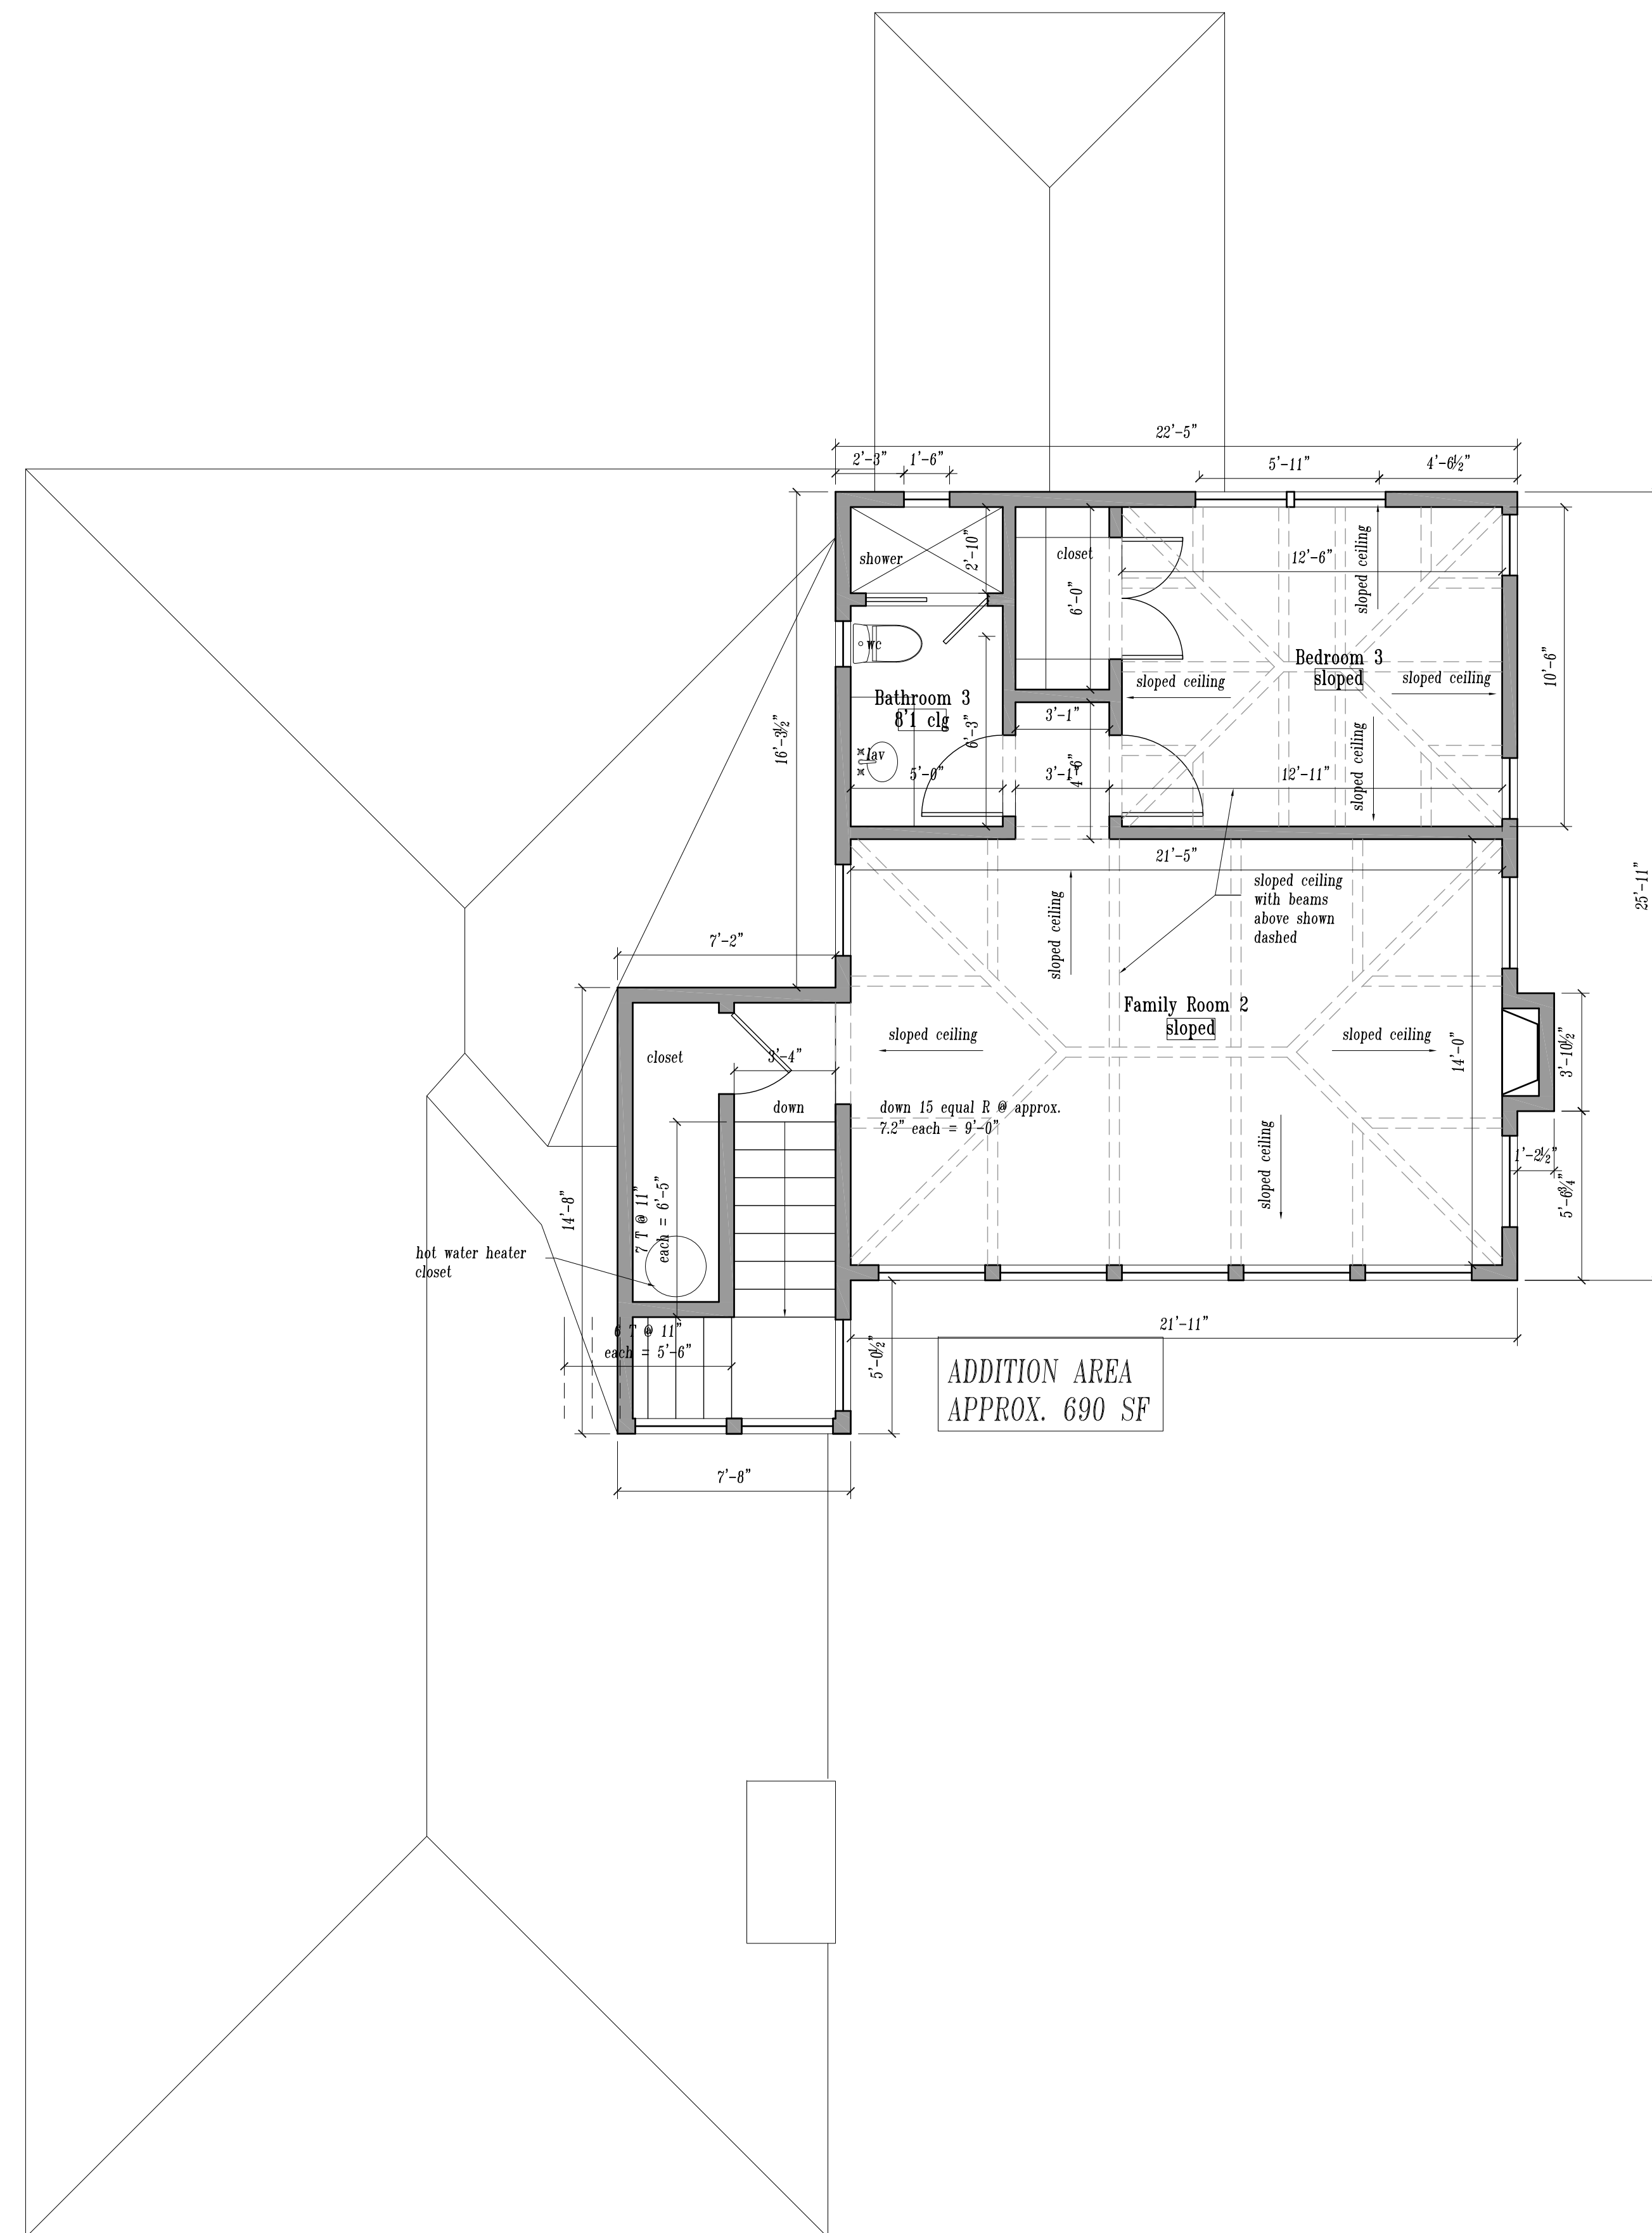 22'-5"
2'-3"
1'-6"
5'-11"
4'-6½"
shower
2'-10"
closet
6'-0"
12'-6"
sloped ceiling
wc
Bedroom 3
sloped
sloped ceiling
sloped ceiling
10'-6"
Bathroom 3
8'1 clg
6'-3"
3'-1"
sloped ceiling
16'-3½"
lav
5'-0"
3'-1"
4'-6"
12'-11"
21'-5"
25'-11"
sloped ceiling
with beams
above shown
dashed
sloped ceiling
7'-2"
Family Room 2
sloped
sloped ceiling
sloped ceiling
14'-0"
3'-10½"
closet
3'-4"
down
down 15 equal R @ approx.
7.2" each = 9'-0"
sloped ceiling
1'-2½"
5'-6¾"
14'-8"
7 T @ 11"
each = 6'-5"
hot water heater
closet
6 T @ 11"
each = 5'-6"
5'-0½"
21'-11"
ADDITION AREA
APPROX. 690 SF
7'-8"